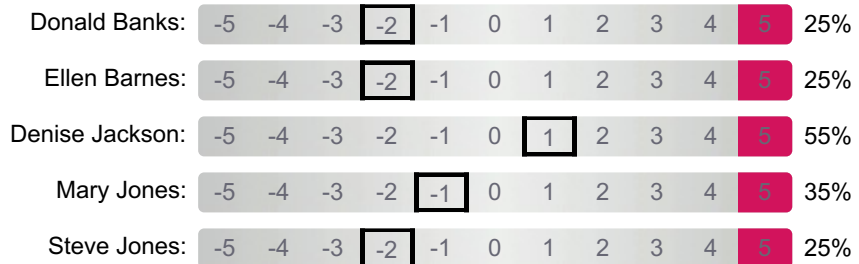 Donald Banks: -5 -4 -3 -2 -1 0 1 2 3 4 5 25%
Ellen Barnes: -5 -4 -3 -2 -1 0 1 2 3 4 5 25%
Denise Jackson: -5 -4 -3 -2 -1 0 1 2 3 4 5 55%
Mary Jones: -5 -4 -3 -2 -1 0 1 2 3 4 5 35%
Steve Jones: -5 -4 -3 -2 -1 0 1 2 3 4 5 25%